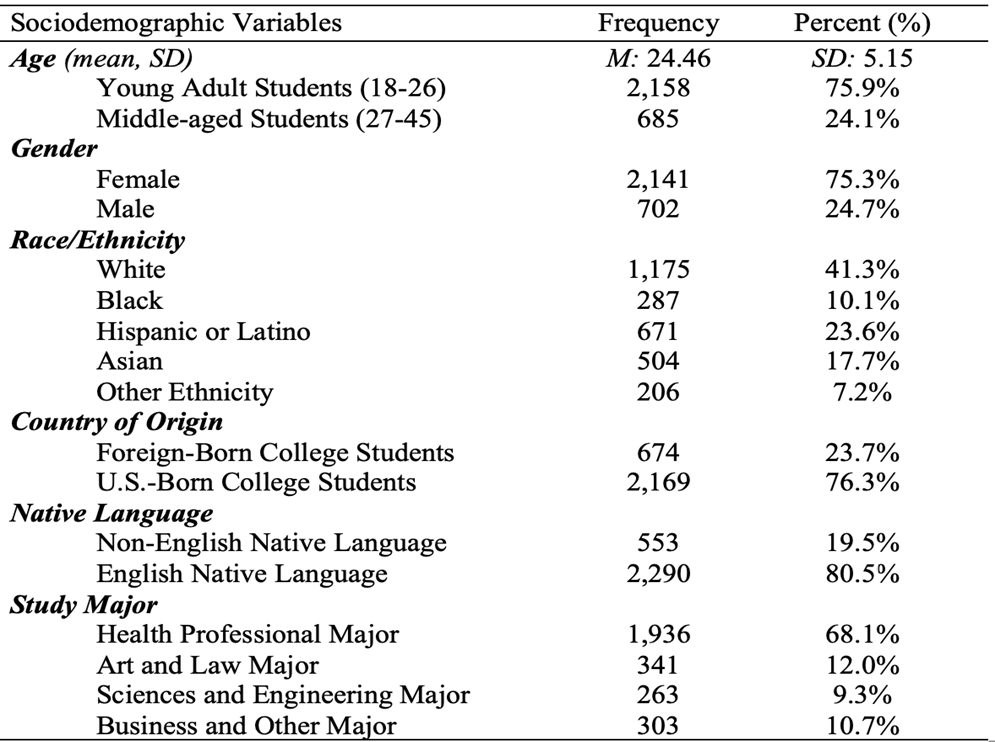 Sociodemographic Variables Frequency Percent (%)
Age (mean, SD) M: 24.46 SD: 5.15
Young Adult Students (18-26) 2,158 75.9%
Middle-aged Students (27-45) 685 24.1%
Gender
Female 2,141 75.3%
Male 702 24.7%
Race/Ethnicity
White 1,175 41.3%
Black 287 10.1%
Hispanic or Latino 671 23.6%
Asian 504 17.7%
Other Ethnicity 206 7.2%
Country of Origin
Foreign-Born College Students 674 23.7%
U.S.-Born College Students 2,169 76.3%
Native Language
Non-English Native Language 553 19.5%
English Native Language 2,290 80.5%
Study Major
Health Professional Major 1,936 68.1%
Art and Law Major 341 12.0%
Sciences and Engineering Major 263 9.3%
Business and Other Major 303 10.7%